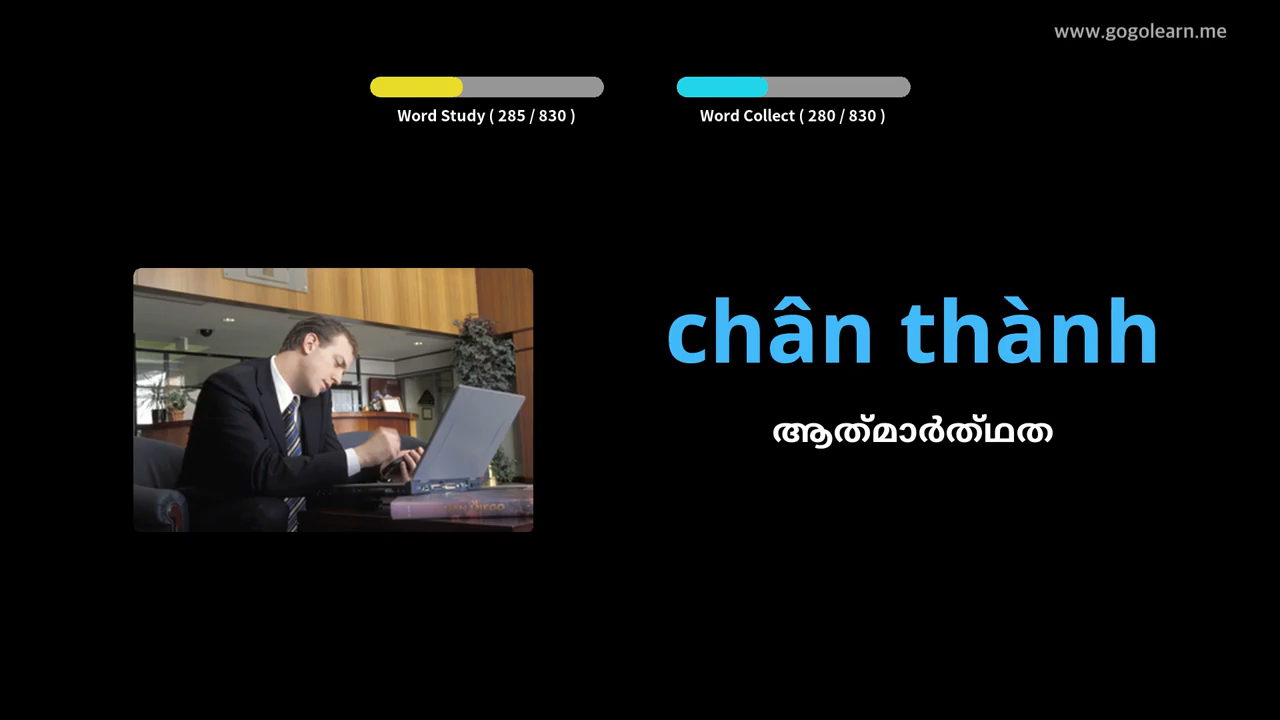 www.gogolearn.me
Word Study ( 285 / 830 )
Word Collect ( 280 / 830 )
chân thành
ആത്മാർത്ഥത